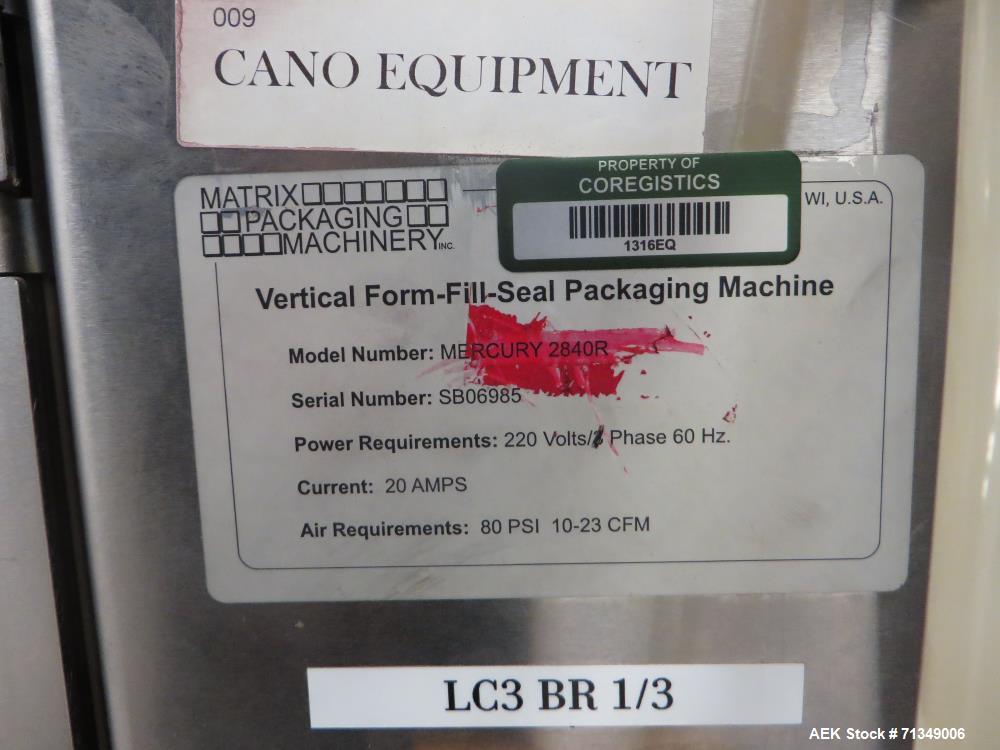 009
CANO EQUIPMENT
PROPERTY OF
COREGISTICS
1316EQ
MATRIX
PACKAGING
MACHINERY INC.
WI, U.S.A.
Vertical Form-Fill-Seal Packaging Machine
Model Number: MERCURY 2840R
Serial Number: SB06985
Power Requirements: 220 Volts/ Phase 60 Hz.
Current: 20 AMPS
Air Requirements: 80 PSI 10-23 CFM
LC3 BR 1/3
AEK Stock # 71349006